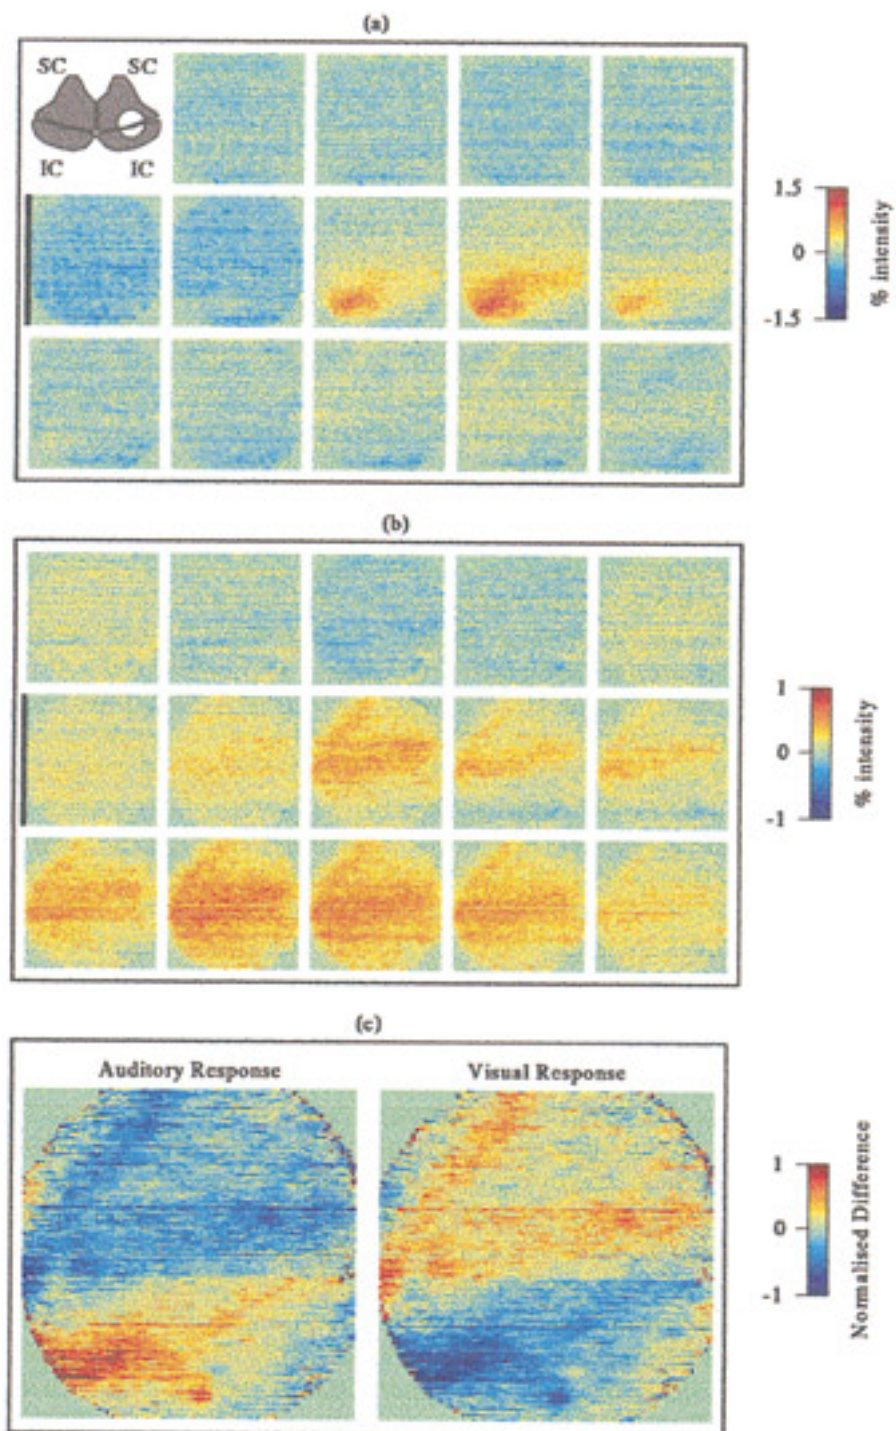 (a)
SC SC
IC IC
1.5
0
-1.5
% intensity
(b)
1
0
-1
% intensity
(c)
Auditory Response Visual Response
1
0
-1
Normalised Difference